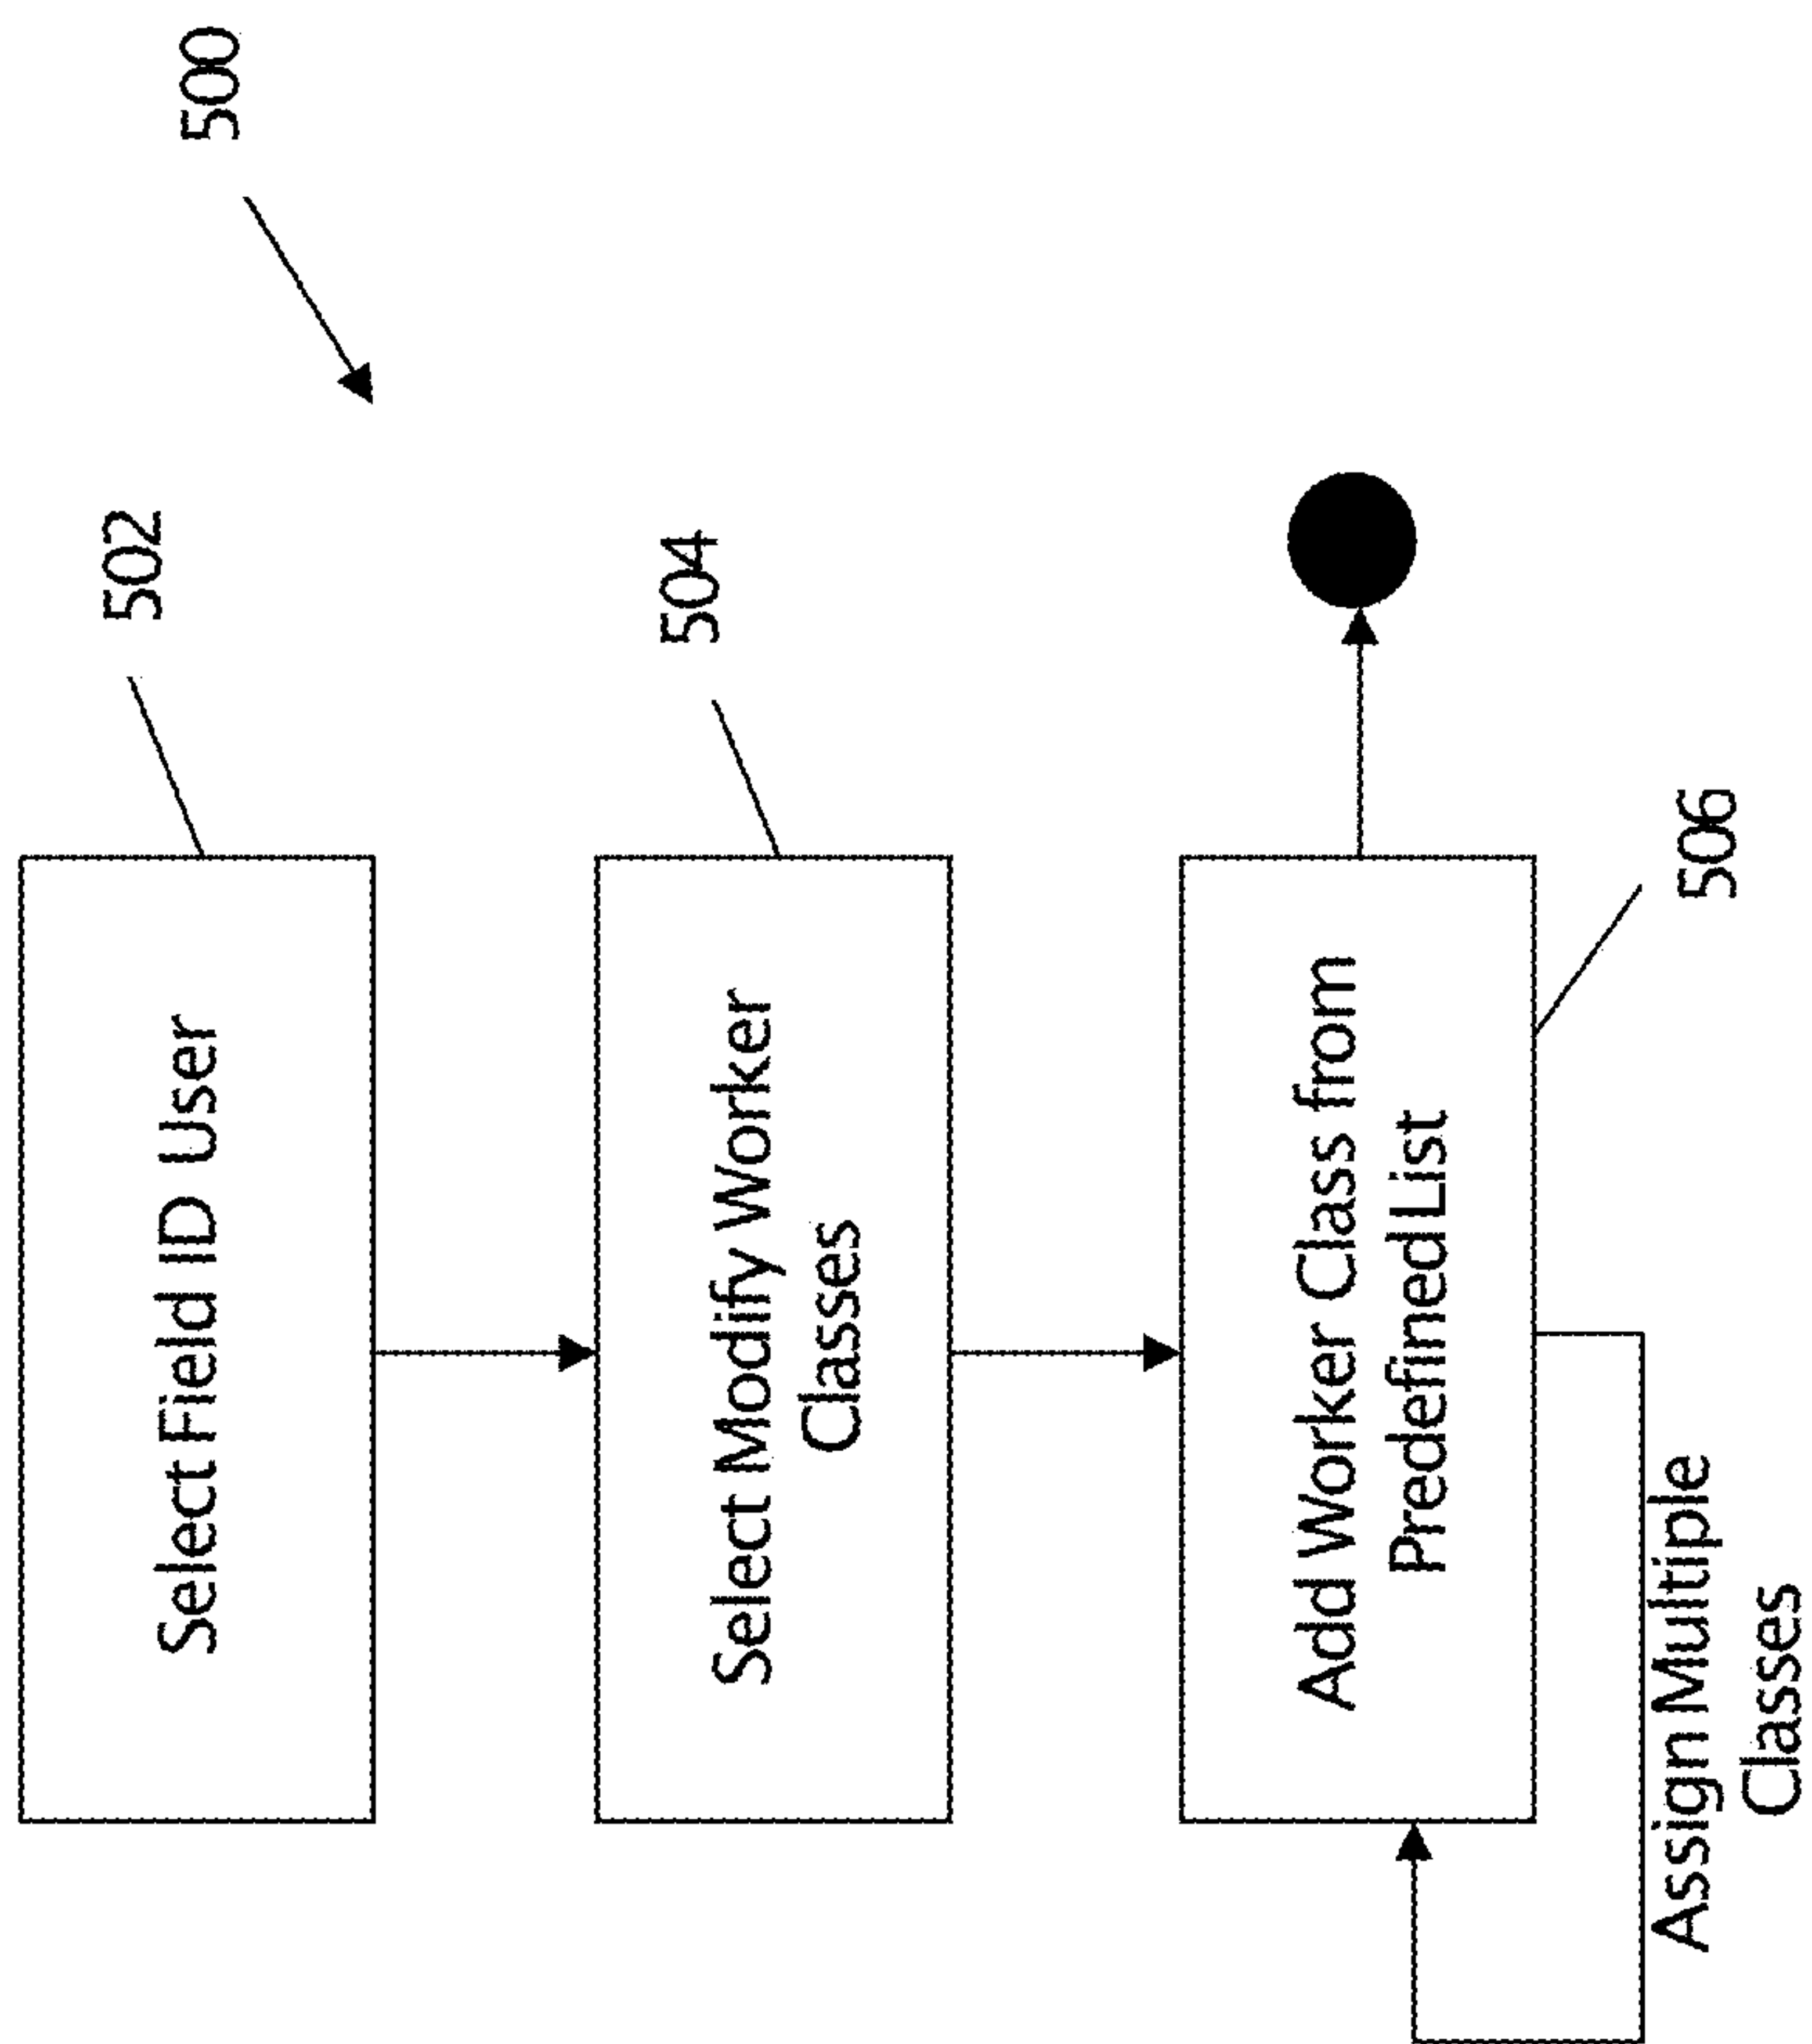 500
502
Select Field ID User
504
Select Modify Worker
Classes
Add Worker Class from
Predefined List
506
Assign Multiple
Classes